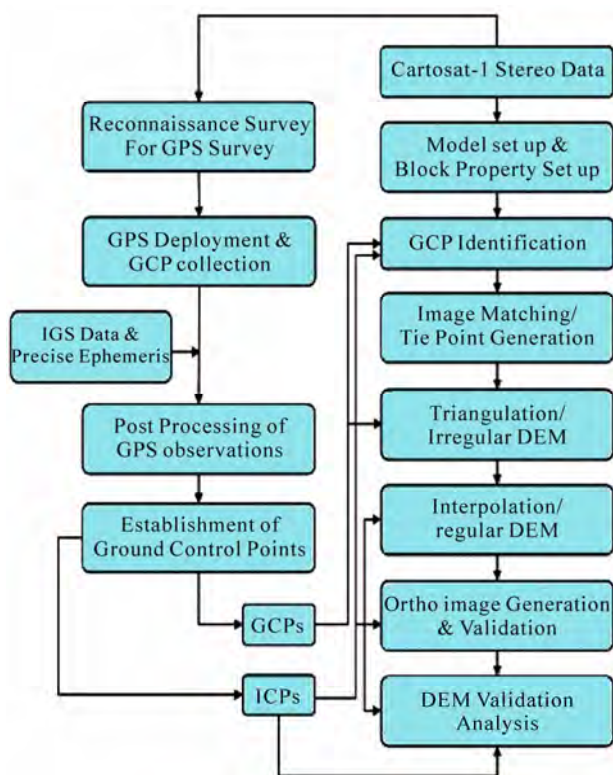 Cartosat-1 Stereo Data
Reconnaissance Survey
For GPS Survey
Model set up &
Block Property Set up
GPS Deployment &
GCP collection
GCP Identification
IGS Data &
Precise Ephemeris
Image Matching/
Tie Point Generation
Post Processing of
GPS observations
Triangulation/
Irregular DEM
Establishment of
Ground Control Points
Interpolation/
regular DEM
GCPs
Ortho image Generation
& Validation
ICPs
DEM Validation
Analysis